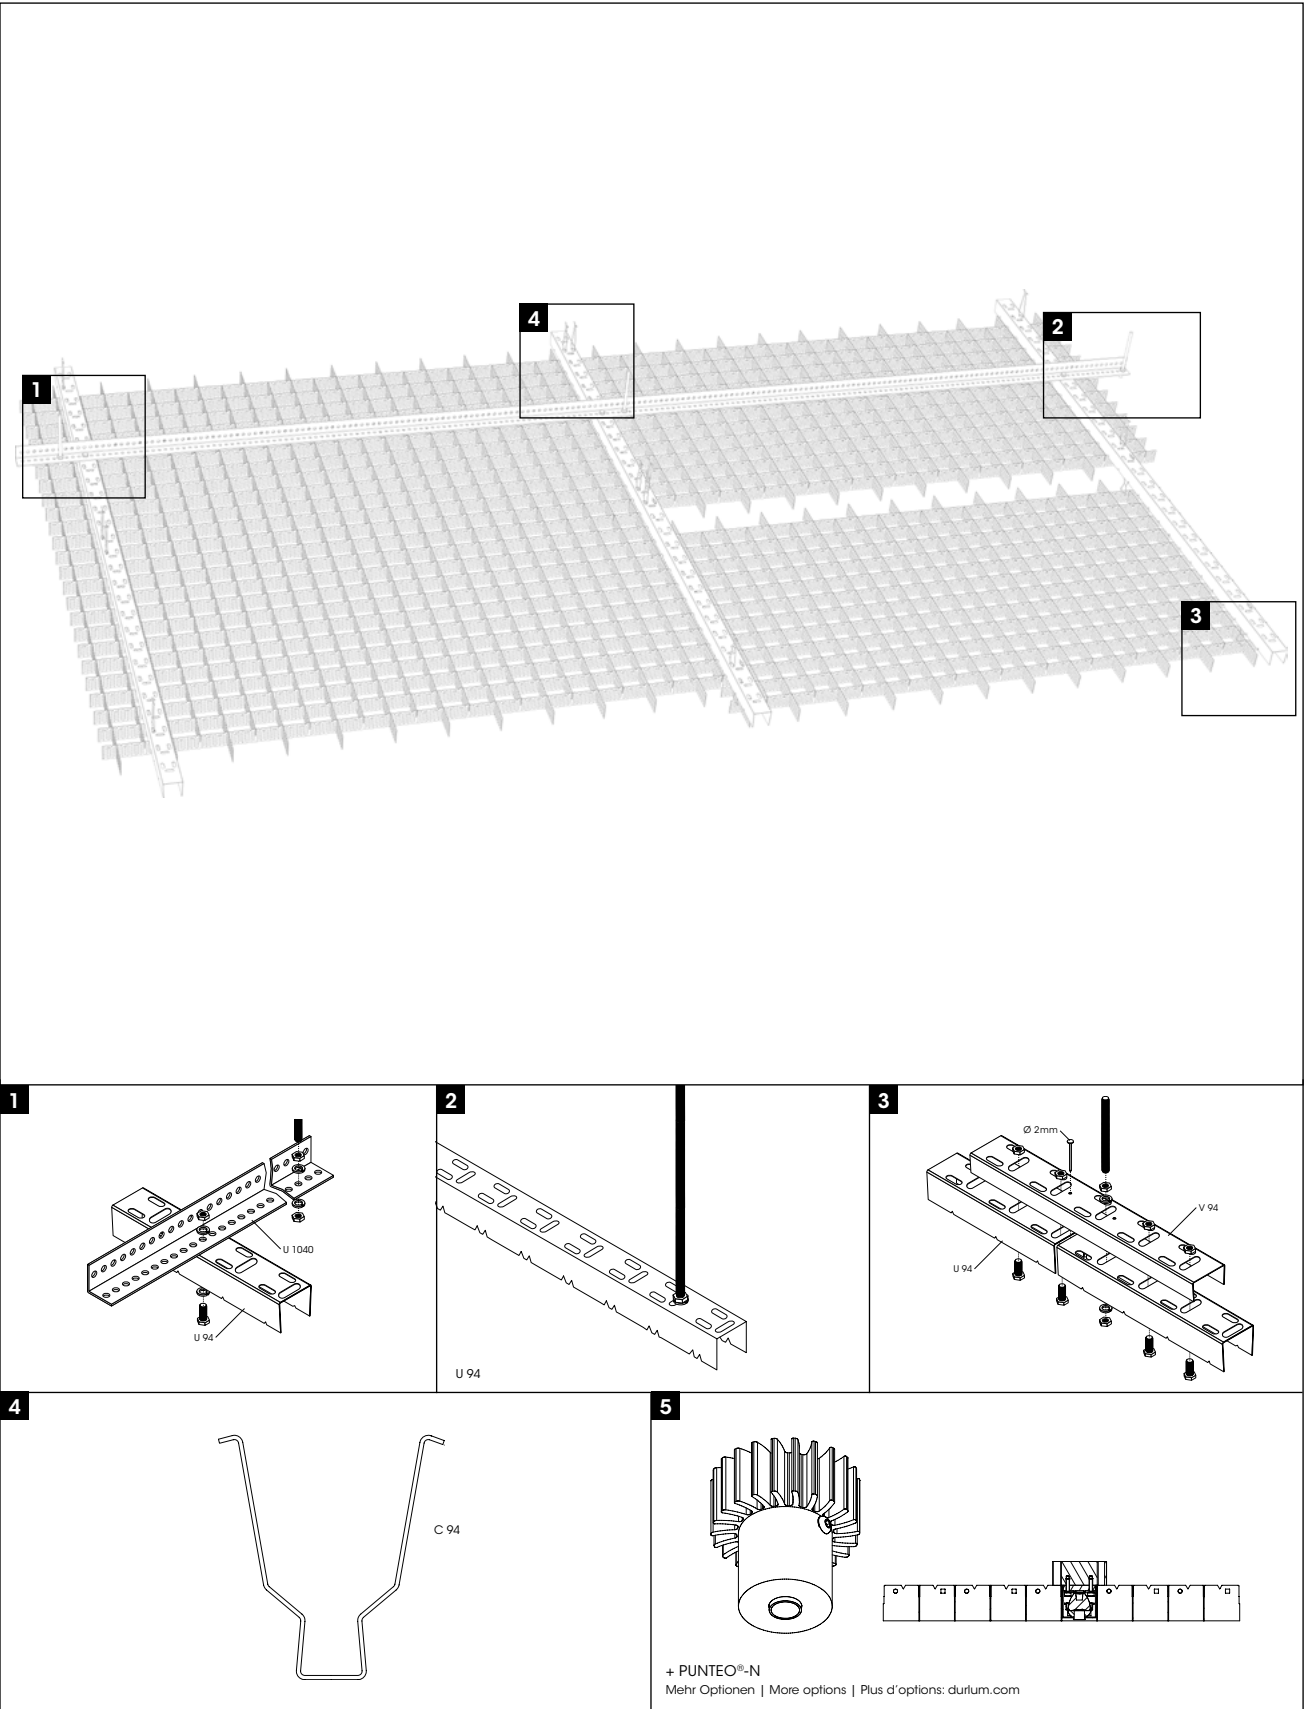 4
2
1
3
1
U 1040
U 94
2
U 94
3
Ø 2mm
V 94
U 94
4
C 94
5
+ PUNTEO®-N
Mehr Optionen | More options | Plus d'options: durlum.com